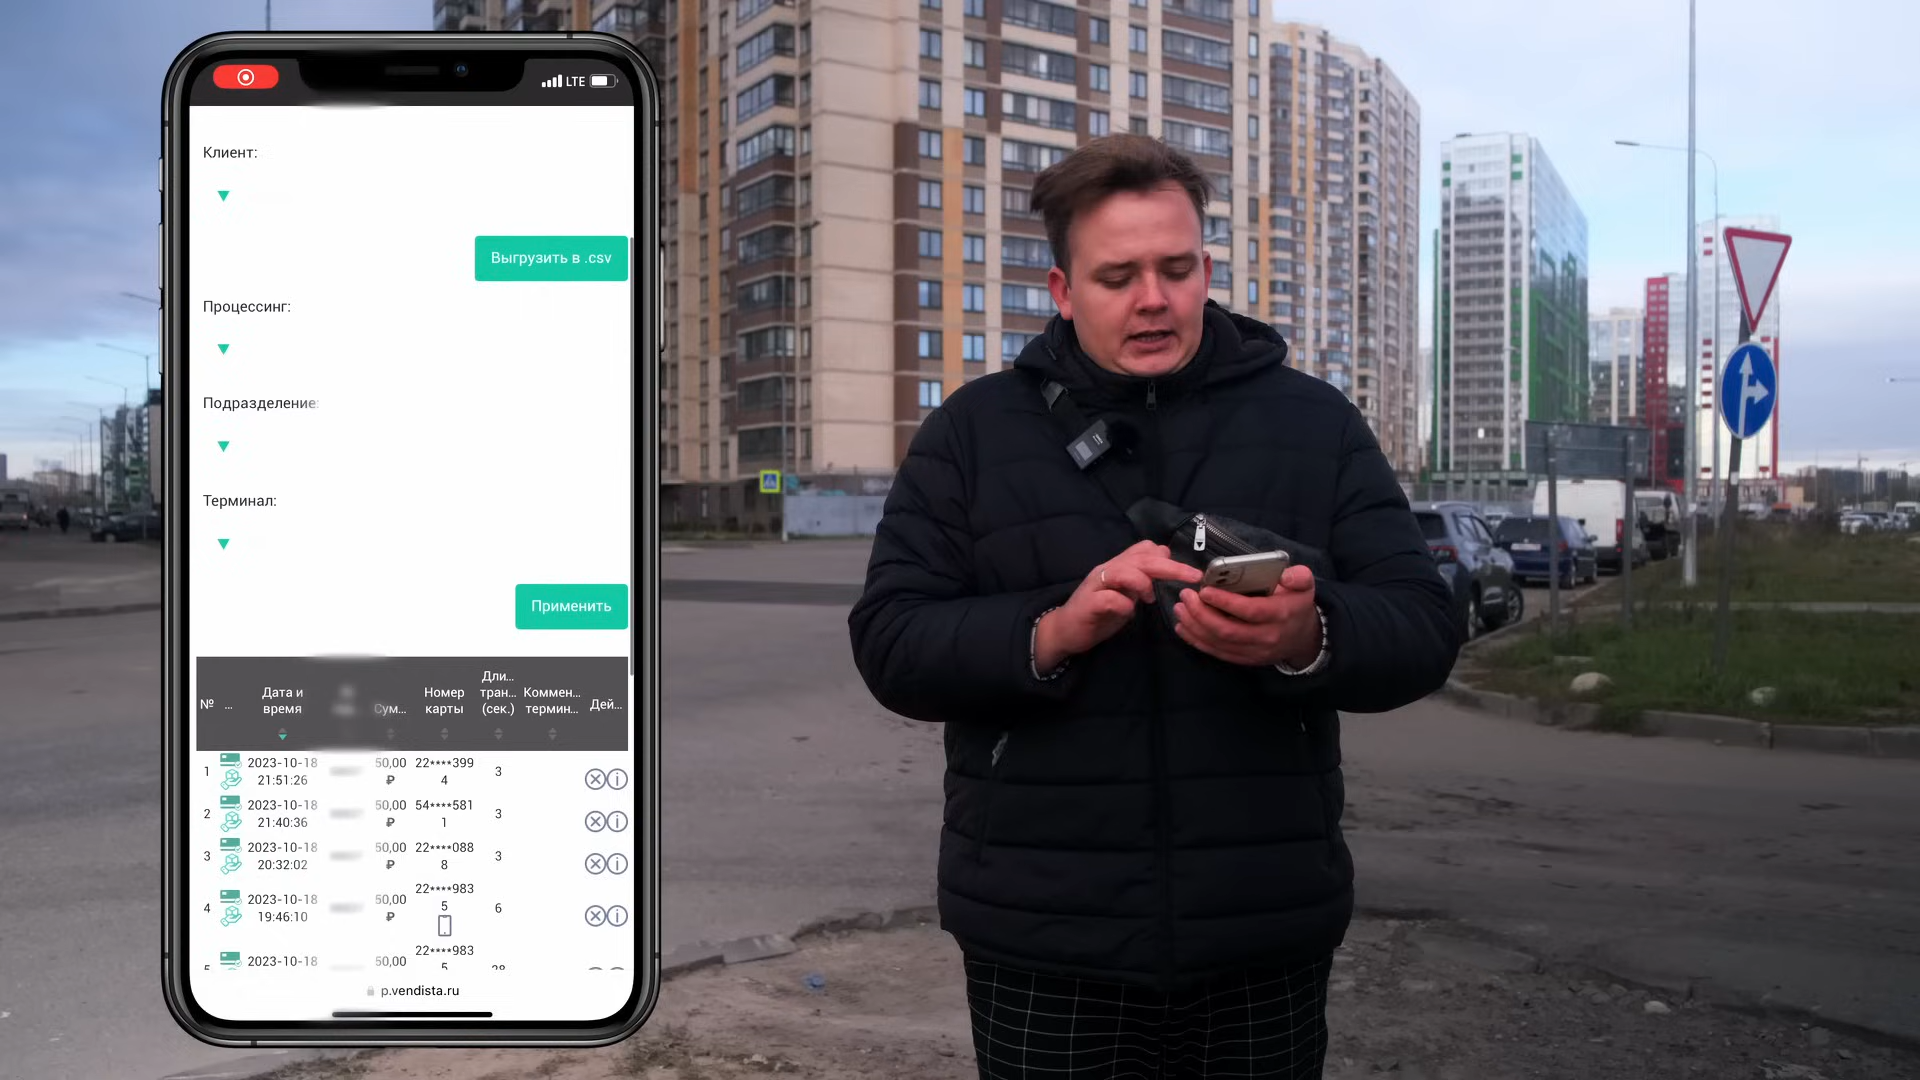 LTE
Клиент:
Выгрузить в .csv
Процессинг:
Подразделение:
Терминал:
Применить
№ ... Дата и время Сум... Номер карты Дли... тран... (сек.) Коммен... термин... Дей...
1 2023-10-18 21:51:26 50,00 ₽ 22****399 4 3
2 2023-10-18 21:40:36 50,00 ₽ 54****581 1 3
3 2023-10-18 20:32:02 50,00 ₽ 22****088 8 3
4 2023-10-18 19:46:10 50,00 ₽ 22****983 5 6
5 2023-10-18 50,00 22****983 5 28
p.vendista.ru